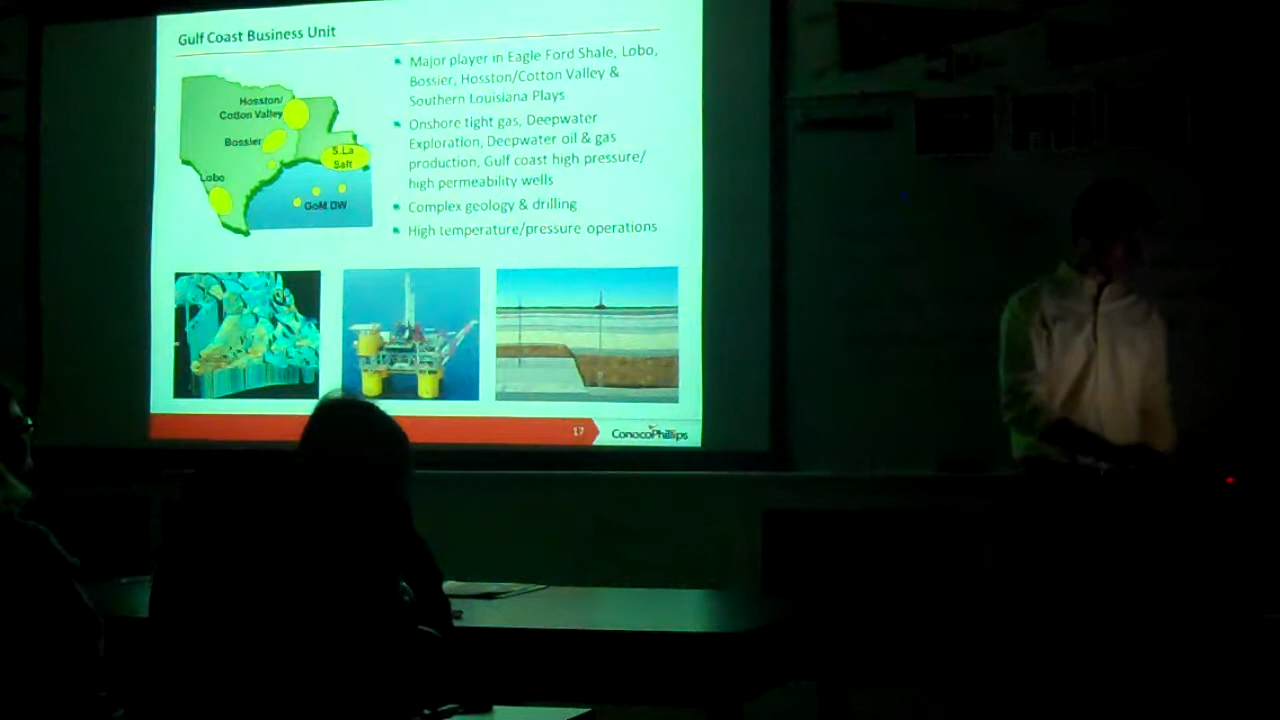 Gulf Coast Business Unit
Hosston/
Cotton Valley
Bossier
S.La
Salt
Lobo
GoM DW
Major player in Eagle Ford Shale, Lobo,
Bossier, Hosston/Cotton Valley &
Southern Louisiana Plays
Onshore tight gas, Deepwater
Exploration, Deepwater oil & gas
production, Gulf coast high pressure/
high permeability wells
Complex geology & drilling
High temperature/pressure operations
17
ConocoPhillips